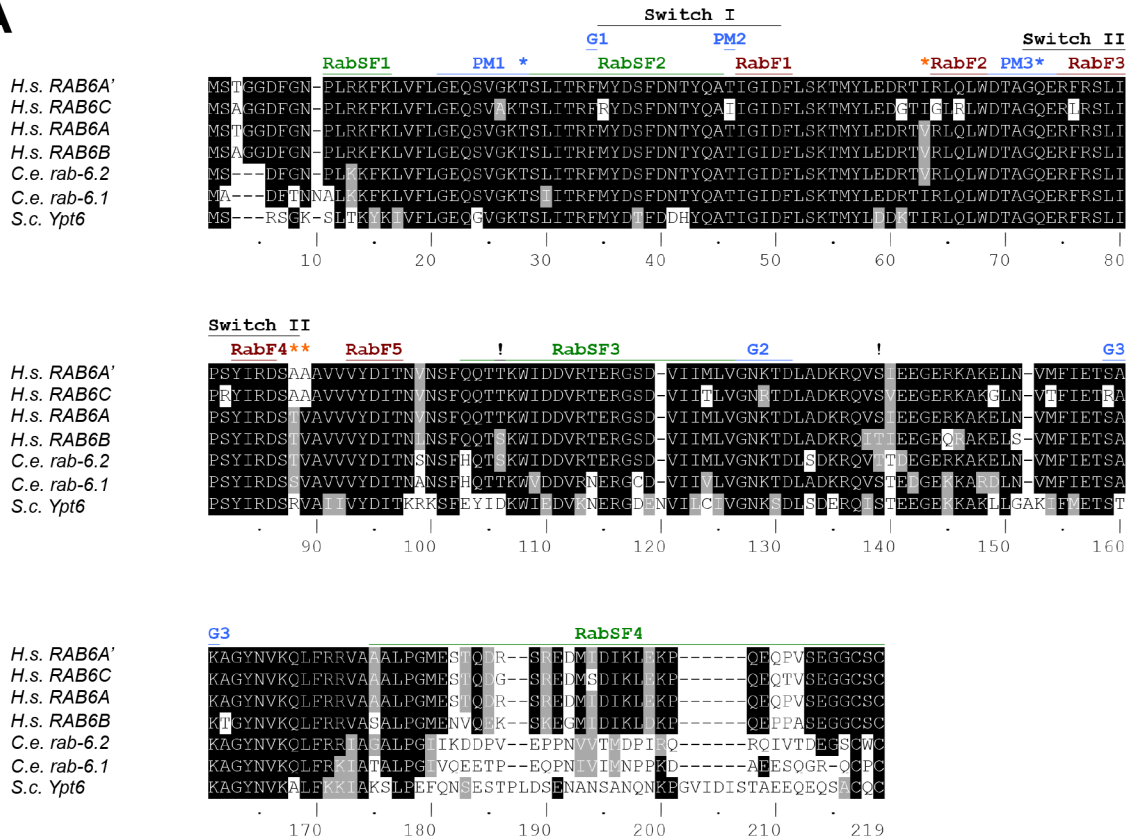 A
Switch I
G1 PM2 Switch II
RabSF1 PM1 * RabSF2 RabF1 * RabF2 PM3* RabF3
H.s. RAB6A’ MSTGGDFGN-PLRKFKLVFLGEQSVGKTSLITRFMYDSFDNTYQATIGIDFLSKTMYLEDRTIRLQLWDTAGQERFRSLI
H.s. RAB6C MSAGGDFGN-PLRKFKLVFLGEQSVAKTSLITRFRYDSFDNTYQAIIGIDFLSKTMYLEDGTIGLRLWDTAGQERLRSLI
H.s. RAB6A MSTGGDFGN-PLRKFKLVFLGEQSVGKTSLITRFMYDSFDNTYQATIGIDFLSKTMYLEDRTVRLQLWDTAGQERFRSLI
H.s. RAB6B MSAGGDFGN-PLRKFKLVFLGEQSVGKTSLITRFMYDSFDNTYQATIGIDFLSKTMYLEDRTVRLQLWDTAGQERFRSLI
C.e. rab-6.2 MS---DFGN-PLKKFKLVFLGEQSVGKTSLITRFMYDSFDNTYQATIGIDFLSKTMYLEDRTVRLQLWDTAGQERFRSLI
C.e. rab-6.1 MA---DFTNNALKKFKLVFLGEQSVGKTSIITRFMYDSFDNTYQATIGIDFLSKTMYLEDRTIRLQLWDTAGQERFRSLI
S.c. Ypt6 MS---RSGK-SLTKYKIVFLGEQGVGKTSLITRFMYDTFDDHYQATIGIDFLSKTMYLDDKTIRLQLWDTAGQERFRSLI
10 20 30 40 50 60 70 80
Switch II
RabF4 ** RabF5 ! RabSF3 G2 ! G3
H.s. RAB6A’ PSYIRDSAAAVVVYDITNVNSFQQTTKWIDDVRTERGSD-VIIMLVGNKTDLADKRQVSIEEGERKAKELN-VMFIETSA
H.s. RAB6C PRYIRDSAAAVVVYDITNVNSFQQTTKWIDDVRTERGSD-VIITLVGNRTDLADKRQVSVEEGERKAKGLN-VTFIETRA
H.s. RAB6A PSYIRDSTVAVVVYDITNVNSFQQTTKWIDDVRTERGSD-VIIMLVGNKTDLADKRQVSIEEGERKAKELN-VMFIETSA
H.s. RAB6B PSYIRDSTVAVVVYDITNLNSFQQTSKWIDDVRTERGSD-VIIMLVGNKTDLADKRQITIEEGEQRAKELS-VMFIETSA
C.e. rab-6.2 PSYIRDSTVAVVVYDITNSNSFHQTSKWIDDVRTERGSD-VIIMLVGNKTDLSDKRQVTTDEGERKAKELN-VMFIETSA
C.e. rab-6.1 PSYIRDSSVAVVVYDITNANSFHQTTKWVDDVRNERGCD-VIIVLVGNKTDLADKRQVSTEDGEKKARDLN-VMFIETSA
S.c. Ypt6 PSYIRDSRVAIIVYDITKRKSFEYIDKWIEDVKNERGDENVILCIVGNKSDLSDERQISTEEGEKKAKLLGAKIFMETST
90 100 110 120 130 140 150 160
G3 RabSF4
H.s. RAB6A’ KAGYNVKQLFRRVAAALPGMESTQDR--SREDMIDIKLEKP------QEQPVSEGGCSC
H.s. RAB6C KAGYNVKQLFRRVAAALPGMESTQDG--SREDMSDIKLEKP------QEQTVSEGGCSC
H.s. RAB6A KAGYNVKQLFRRVAAALPGMESTQDR--SREDMIDIKLEKP------QEQPVSEGGCSC
H.s. RAB6B KTGYNVKQLFRRVASALPGMENVQEK--SKEGMIDIKLDKP------QEPPASEGGCSC
C.e. rab-6.2 KAGYNVKQLFRRIAGALPGIIKDDPV--EPPNVVTMDPIRQ------RQIVTDEGSCWC
C.e. rab-6.1 KAGYNVKQLFRKIATALPGIVQEETP--EQPNIVIMNPPKD------AEESQGR-QCPC
S.c. Ypt6 KAGYNVKALFKKIAKSLPEFQNSESTPLDSENANSANQNKPGVIDISTAEEQEQSACQC
170 180 190 200 210 219